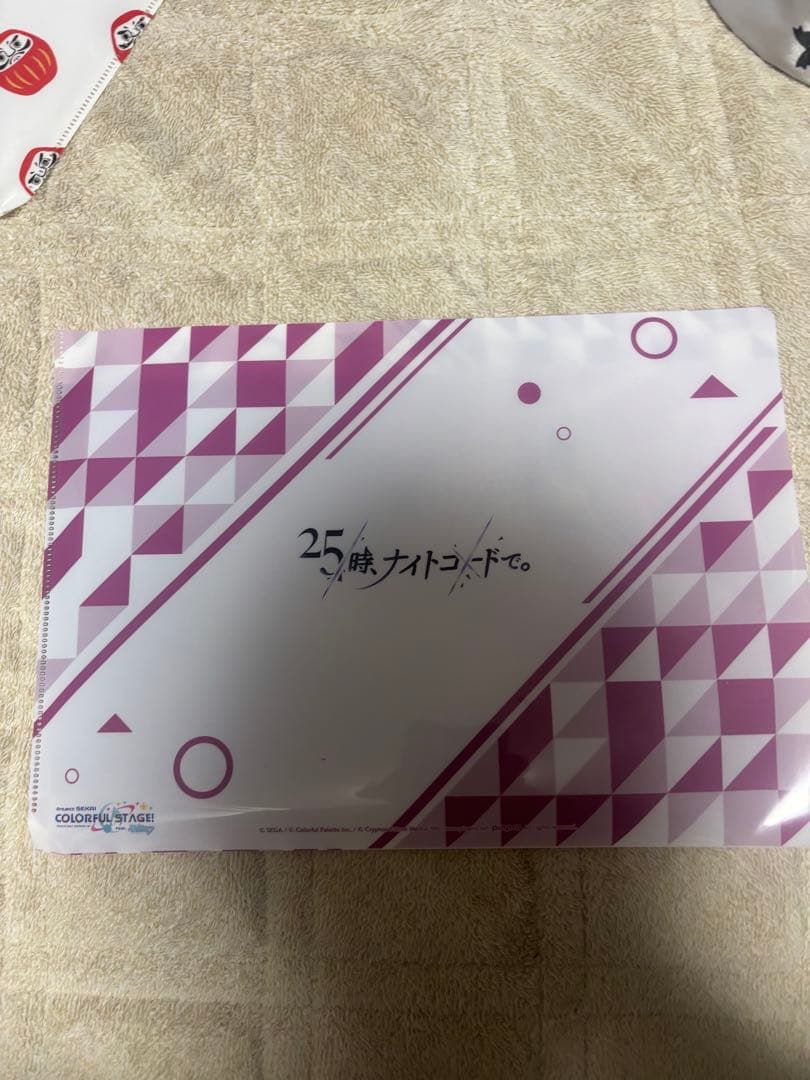 25時、ナイトコードで。
PROJECT SEKAI
COLORFUL STAGE!
© SEGA / © Colorful Palette Inc. / © Crypton